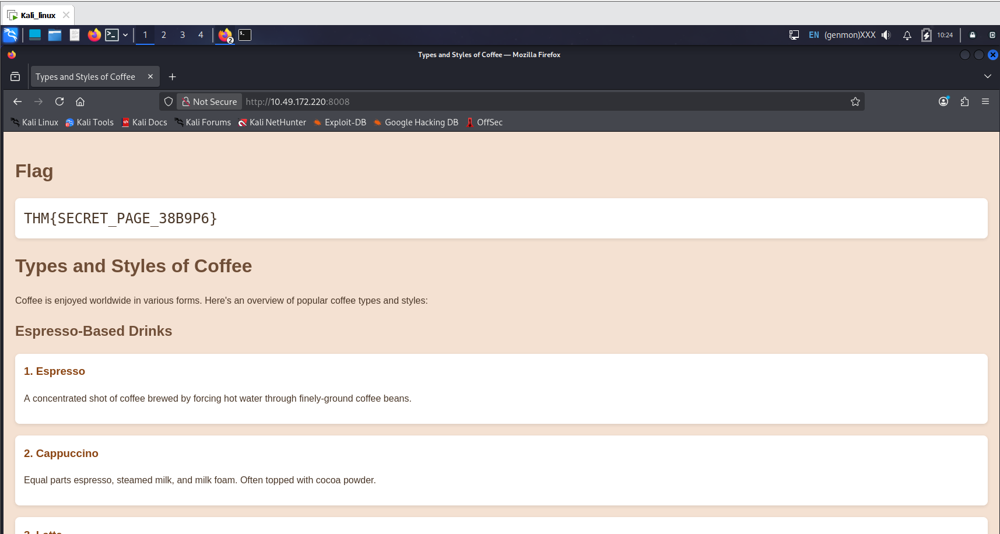 Kali_linux
1 2 3 4 2 EN (genmon)XXX 10:24
Types and Styles of Coffee — Mozilla Firefox
Types and Styles of Coffee
Not Secure http://10.49.172.220:8008
Kali Linux Kali Tools Kali Docs Kali Forums Kali NetHunter Exploit-DB Google Hacking DB OffSec
Flag
THM{SECRET_PAGE_38B9P6}
Types and Styles of Coffee
Coffee is enjoyed worldwide in various forms. Here's an overview of popular coffee types and styles:
Espresso-Based Drinks
1. Espresso
A concentrated shot of coffee brewed by forcing hot water through finely-ground coffee beans.
2. Cappuccino
Equal parts espresso, steamed milk, and milk foam. Often topped with cocoa powder.
3. Latte